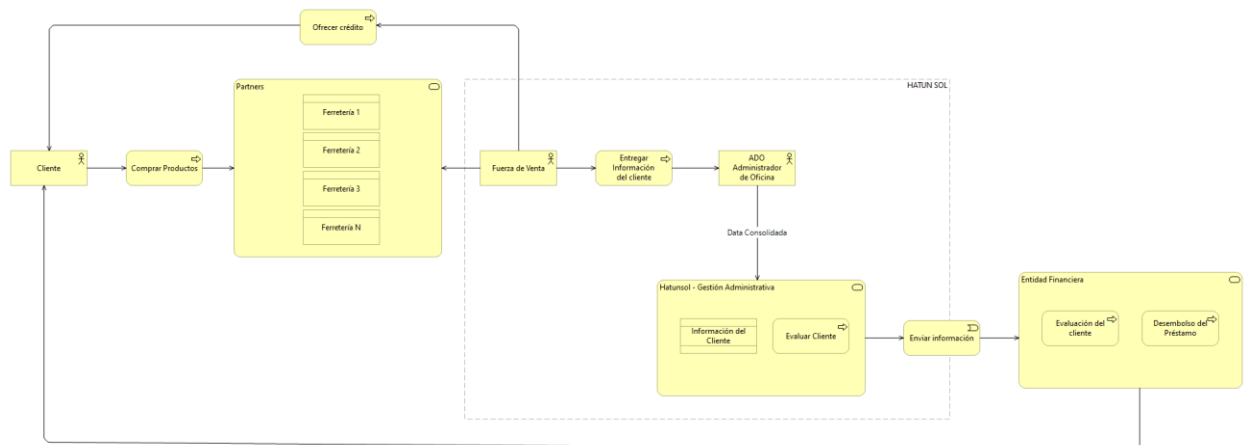 Ofrecer crédito
Partners
HATUN SOL
Ferretería 1
Ferretería 2
Ferretería 3
Ferretería N
Cliente
Comprar Productos
Fuerza de Venta
Entregar
Información
del cliente
ADO
Administrador
de Oficina
Data Consolidada
Hatunsol - Gestión Administrativa
Información del
Cliente
Evaluar Cliente
Enviar información
Entidad Financiera
Evaluación del
cliente
Desembolso del
Préstamo